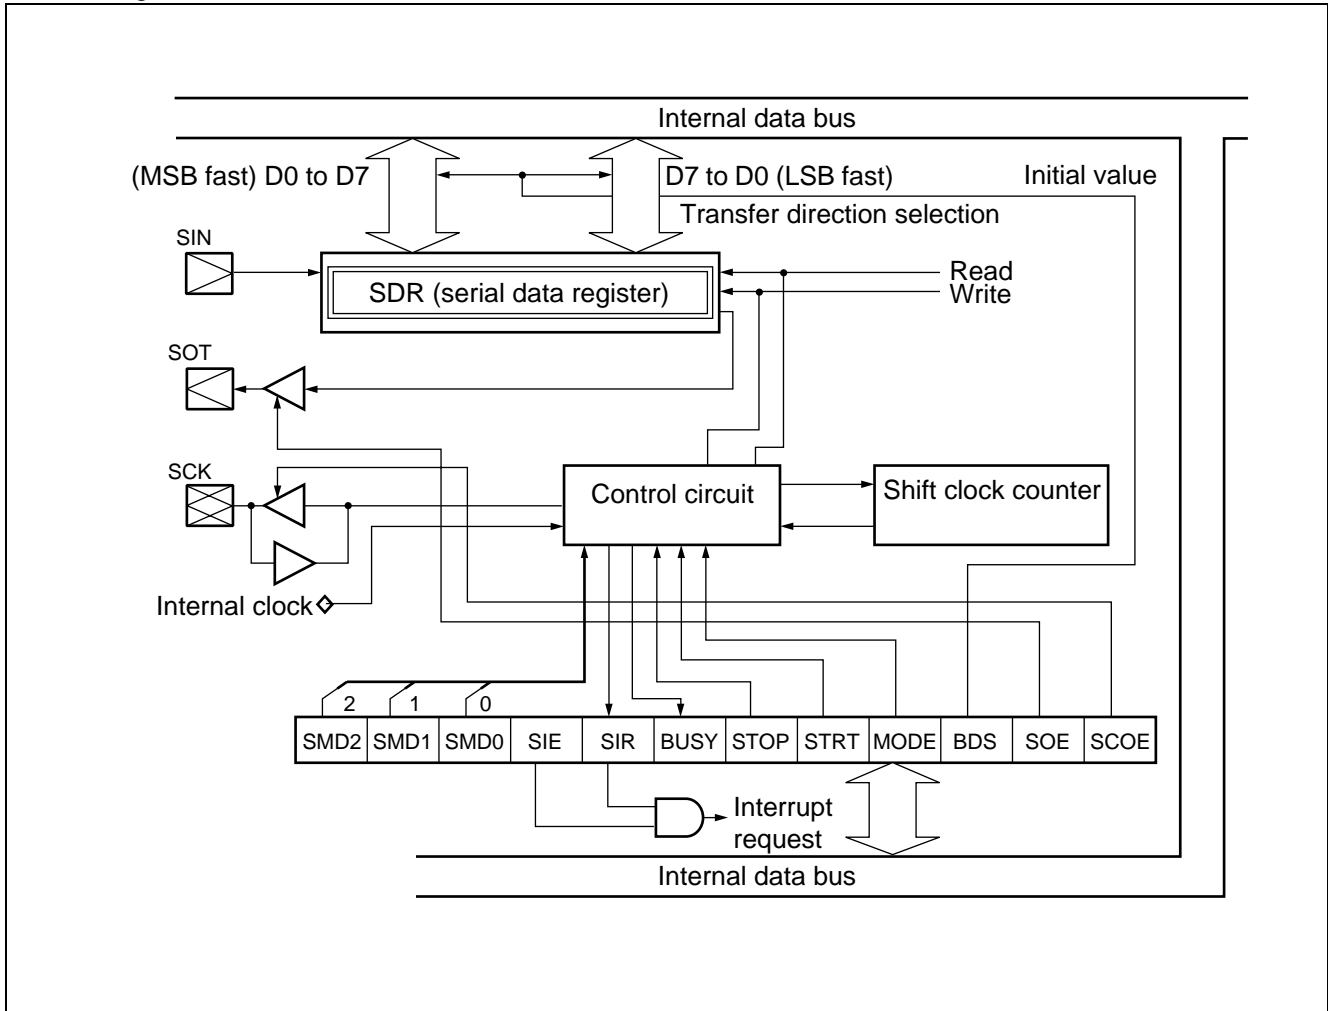 Internal data bus
(MSB fast) D0 to D7
D7 to D0 (LSB fast)
Initial value
Transfer direction selection
SIN
SDR (serial data register)
Read
Write
SOT
SCK
Control circuit
Shift clock counter
Internal clock
2 1 0
SMD2 SMD1 SMD0 SIE SIR BUSY STOP STRT MODE BDS SOE SCOE
Interrupt
request
Internal data bus